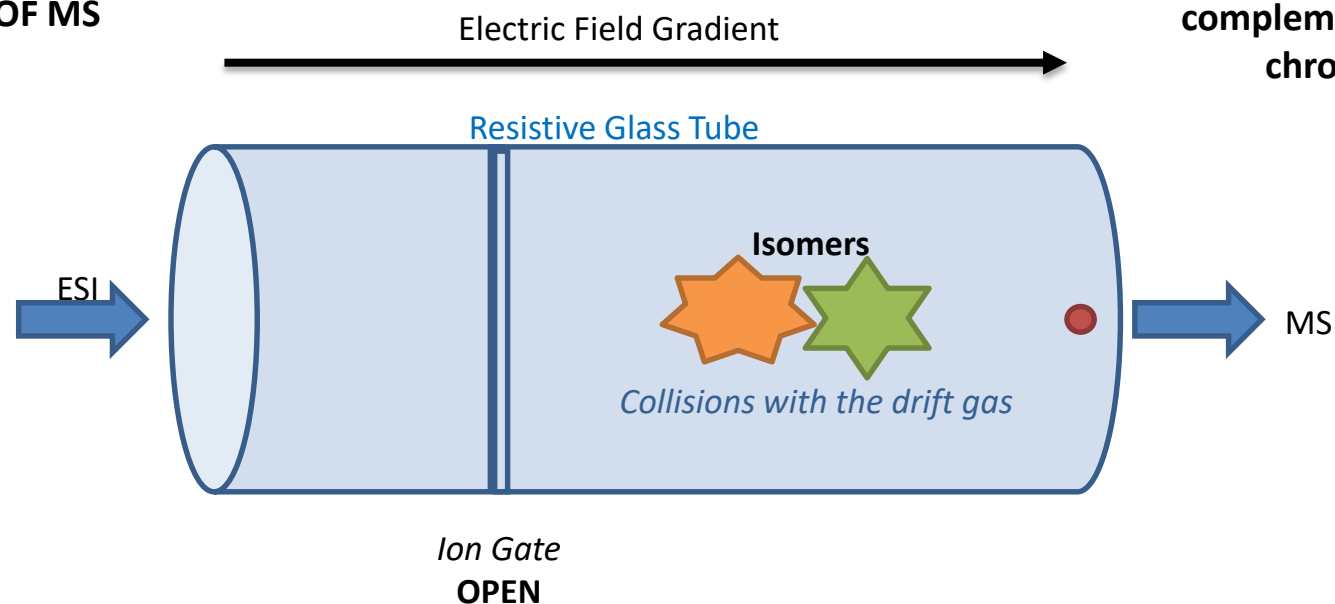 OF MS
Electric Field Gradient
complem
chro
Resistive Glass Tube
Isomers
ESI
MS
Collisions with the drift gas
Ion Gate
OPEN